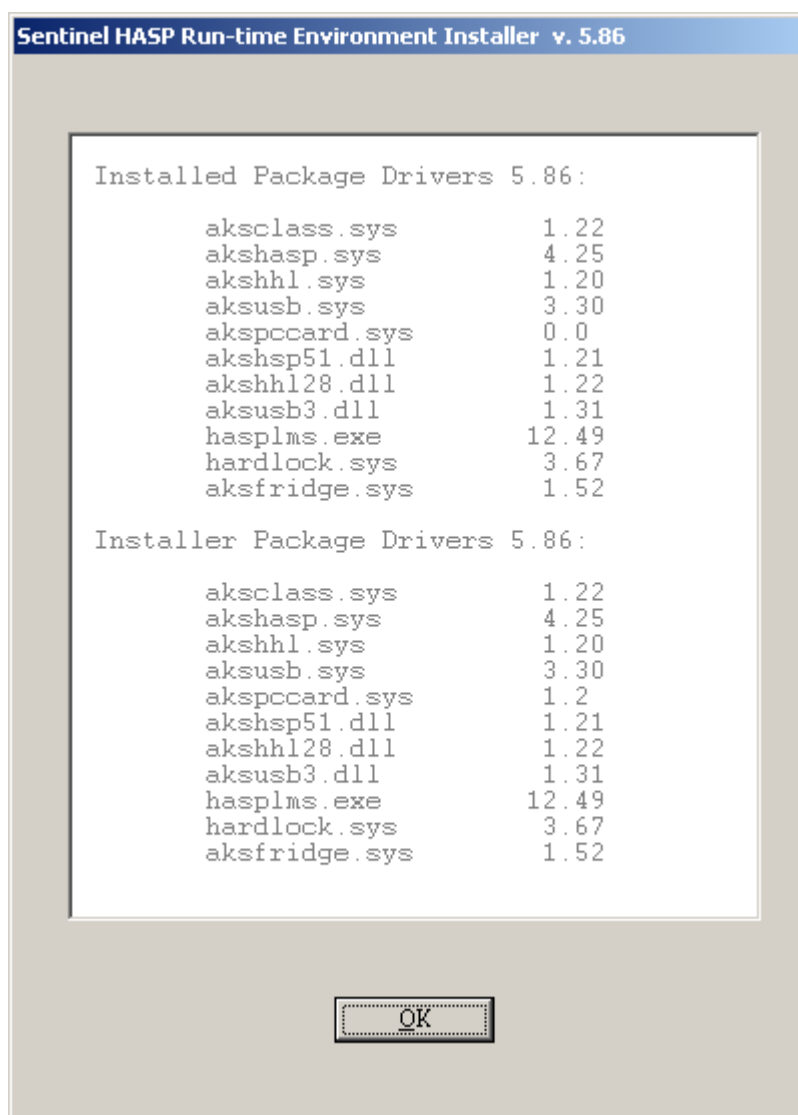 Sentinel HASP Run-time Environment Installer v. 5.86
Installed Package Drivers 5.86:
aksclass.sys 1.22
akshasp.sys 4.25
akshhl.sys 1.20
aksusb.sys 3.30
akspccard.sys 0.0
akshsp51.dll 1.21
akshhl28.dll 1.22
aksusb3.dll 1.31
hasplms.exe 12.49
hardlock.sys 3.67
aksfridge.sys 1.52
Installer Package Drivers 5.86:
aksclass.sys 1.22
akshasp.sys 4.25
akshhl.sys 1.20
aksusb.sys 3.30
akspccard.sys 1.2
akshsp51.dll 1.21
akshhl28.dll 1.22
aksusb3.dll 1.31
hasplms.exe 12.49
hardlock.sys 3.67
aksfridge.sys 1.52
OK